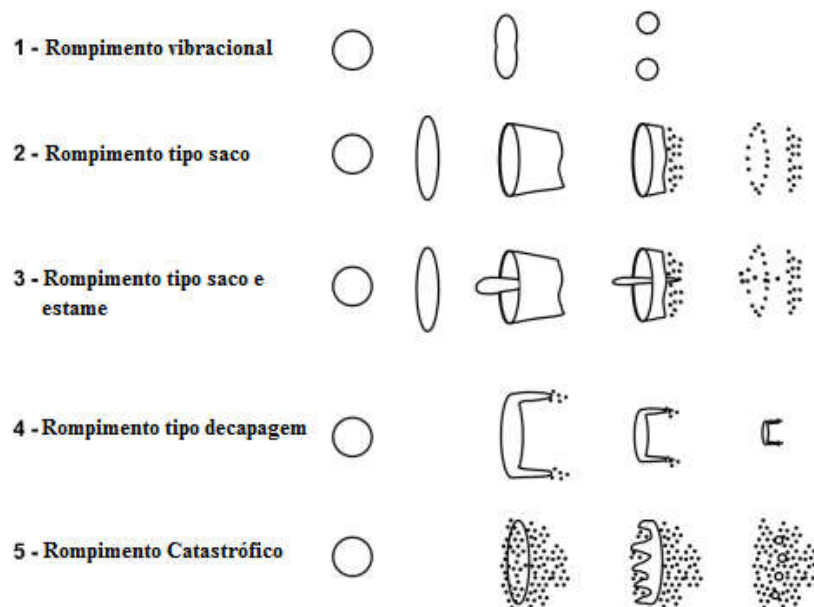 1 - Rompimento vibracional
2 - Rompimento tipo saco
3 - Rompimento tipo saco e
estame
4 - Rompimento tipo decapagem
5 - Rompimento Catastrófico